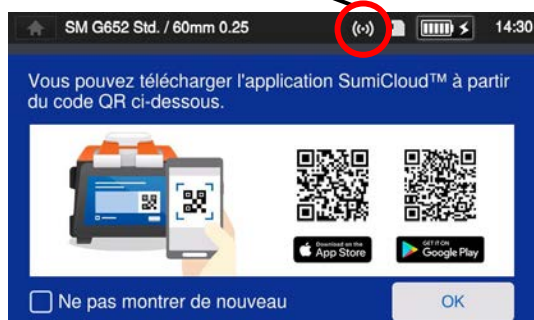 SM G652 Std. / 60mm 0.25
14:30
Vous pouvez télécharger l'application SumiCloud™ à partir
du code QR ci-dessous.
Download on the
App Store
GET IT ON
Google Play
Ne pas montrer de nouveau
OK